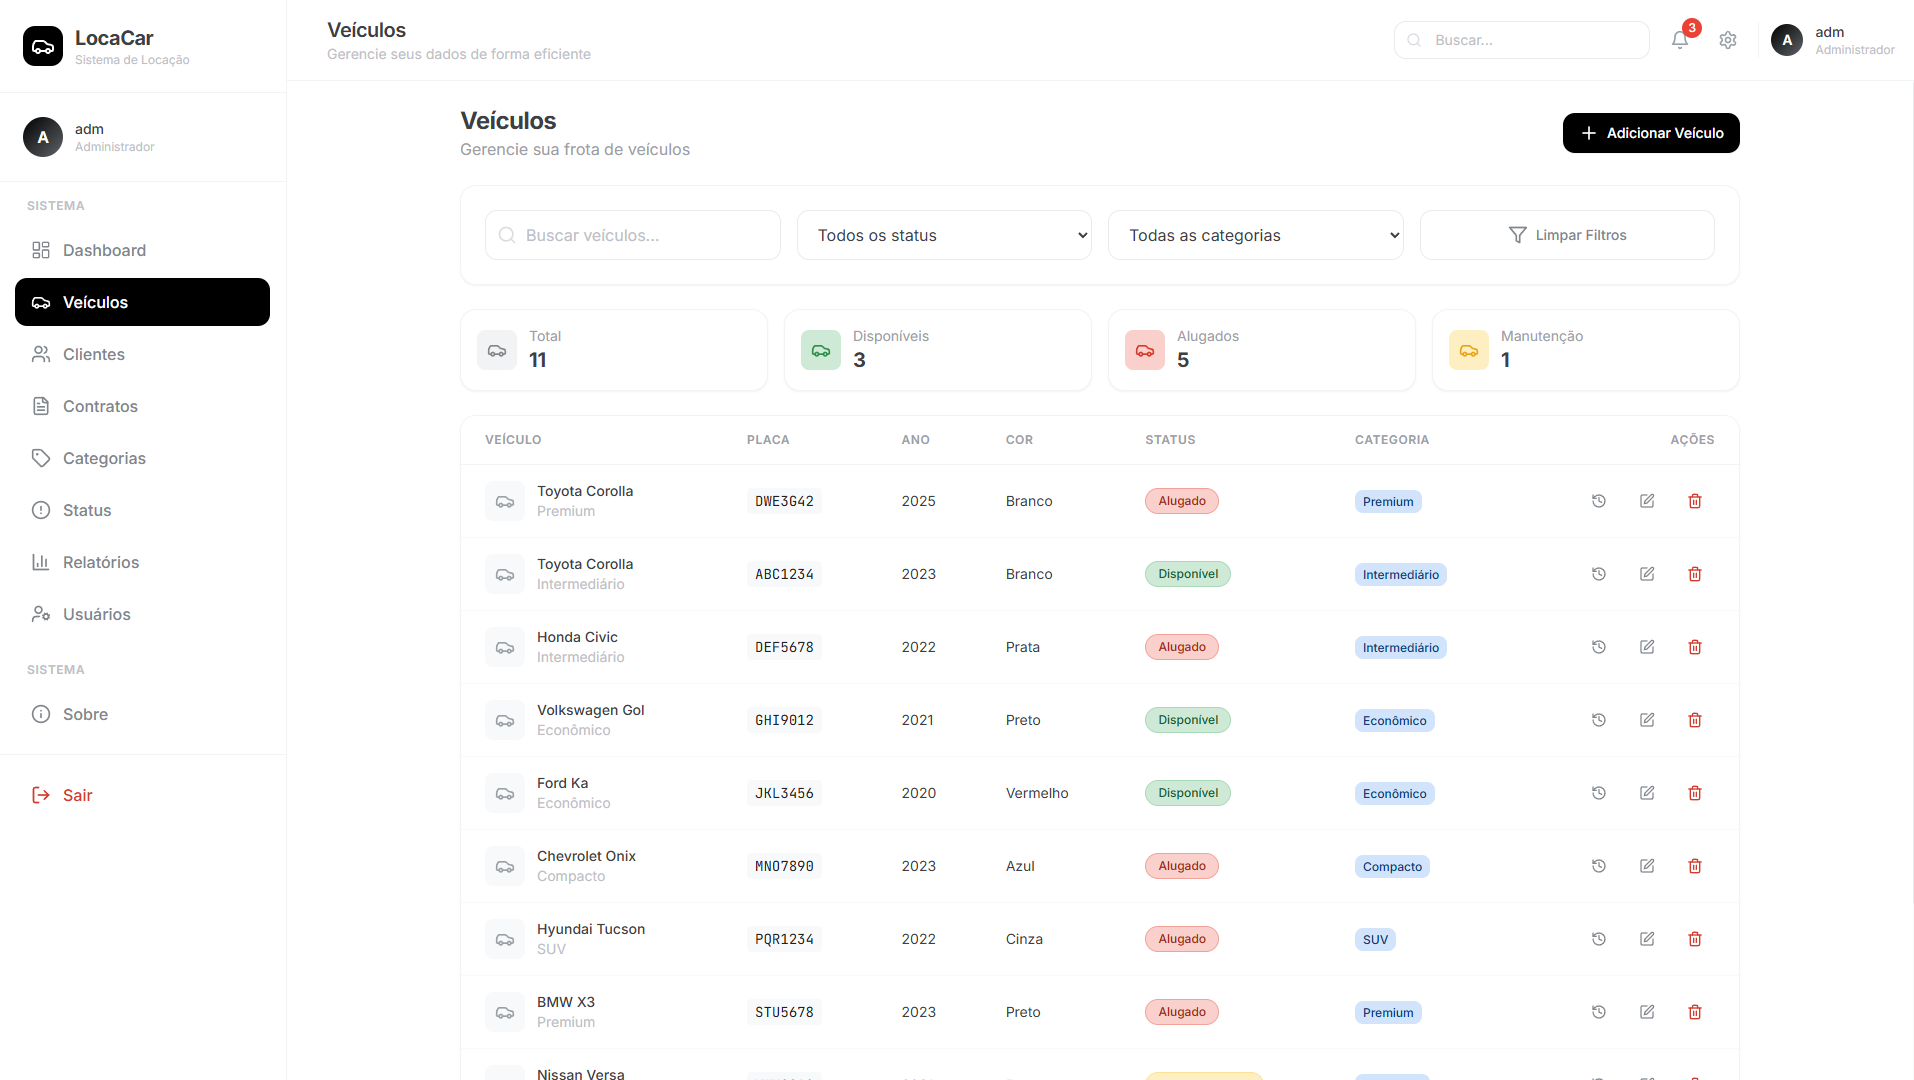 LocaCar
Sistema de Locação
A
adm
Administrador
SISTEMA
Dashboard
Veículos
Clientes
Contratos
Categorias
Status
Relatórios
Usuários
SISTEMA
Sobre
Sair
Veículos
Gerencie seus dados de forma eficiente
Buscar...
3
A
adm
Administrador
Veículos
Gerencie sua frota de veículos
Adicionar Veículo
Buscar veículos...
Todos os status
Todas as categorias
Limpar Filtros
Total
11
Disponíveis
3
Alugados
5
Manutenção
1
VEÍCULO PLACA ANO COR STATUS CATEGORIA AÇÕES
Toyota Corolla
Premium
DWE3G42 2025 Branco Alugado Premium
Toyota Corolla
Intermediário
ABC1234 2023 Branco Disponível Intermediário
Honda Civic
Intermediário
DEF5678 2022 Prata Alugado Intermediário
Volkswagen Gol
Econômico
GHI9012 2021 Preto Disponível Econômico
Ford Ka
Econômico
JKL3456 2020 Vermelho Disponível Econômico
Chevrolet Onix
Compacto
MNO7890 2023 Azul Alugado Compacto
Hyundai Tucson
SUV
PQR1234 2022 Cinza Alugado SUV
BMW X3
Premium
STU5678 2023 Preto Alugado Premium
Nissan Versa